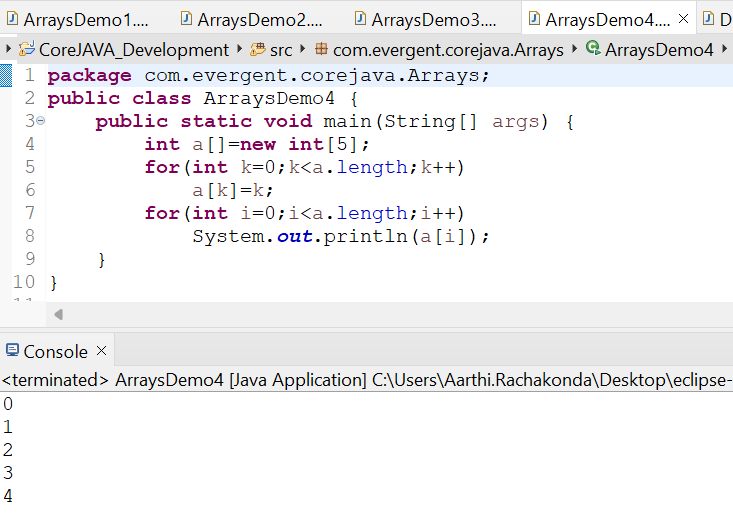 ArraysDemo1.... ArraysDemo2.... ArraysDemo3.... ArraysDemo4.... D
CoreJAVA_Development src com.evergent.corejava.Arrays ArraysDemo4
1 package com.evergent.corejava.Arrays;
2 public class ArraysDemo4 {
3 public static void main(String[] args) {
4 int a[]=new int[5];
5 for(int k=0;k<a.length;k++)
6 a[k]=k;
7 for(int i=0;i<a.length;i++)
8 System.out.println(a[i]);
9 }
10 }
Console
<terminated> ArraysDemo4 [Java Application] C:\Users\Aarthi.Rachakonda\Desktop\eclipse-
0
1
2
3
4